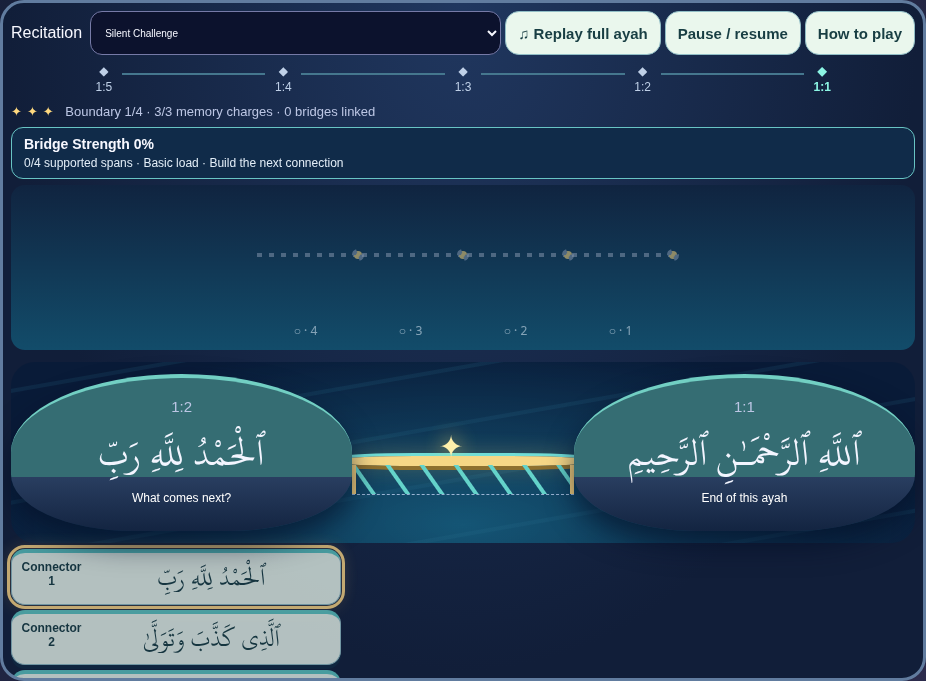 Recitation
Silent Challenge
♫ Replay full ayah
Pause / resume
How to play
1:5
1:4
1:3
1:2
1:1
✦ ✦ ✦ Boundary 1/4 · 3/3 memory charges · 0 bridges linked
Bridge Strength 0%
0/4 supported spans · Basic load · Build the next connection
○ · 4
○ · 3
○ · 2
○ · 1
1:2
ٱلْحَمْدُ لِلَّهِ رَبِّ
What comes next?
1:1
ٱللَّهِ ٱلرَّحْمَـٰنِ ٱلرَّحِيمِ
End of this ayah
Connector
1
ٱلْحَمْدُ لِلَّهِ رَبِّ
Connector
2
ٱلَّذِى كَذَّبَ وَتَوَلَّىٰ